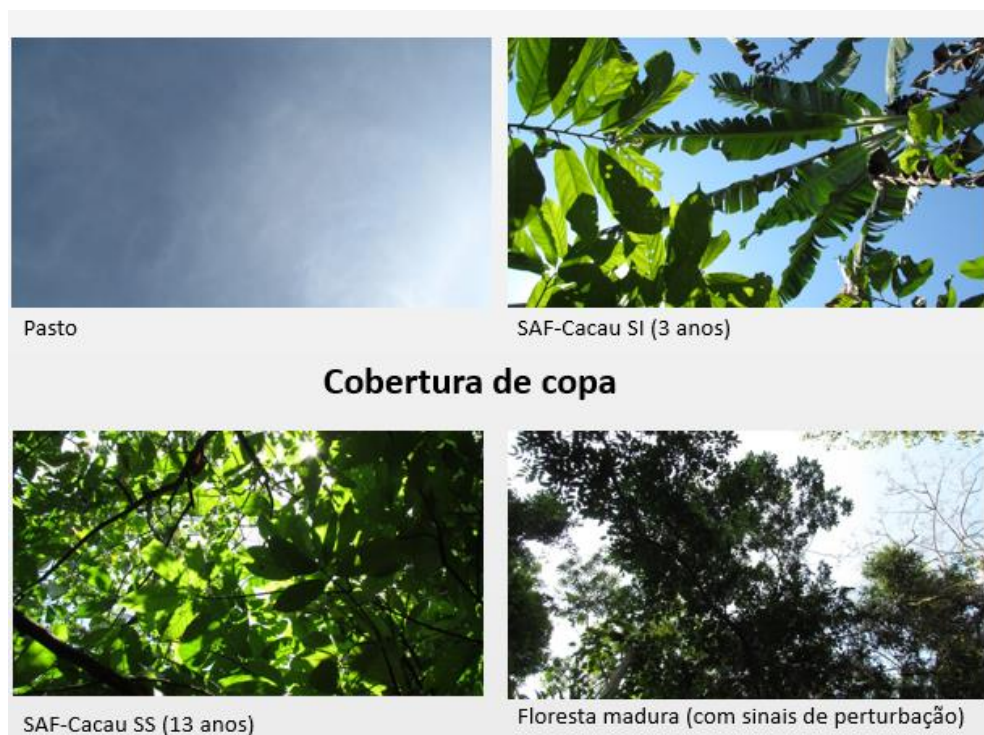 Pasto
SAF-Cacau SI (3 anos)
Cobertura de copa
SAF-Cacau SS (13 anos)
Floresta madura (com sinais de perturbação)